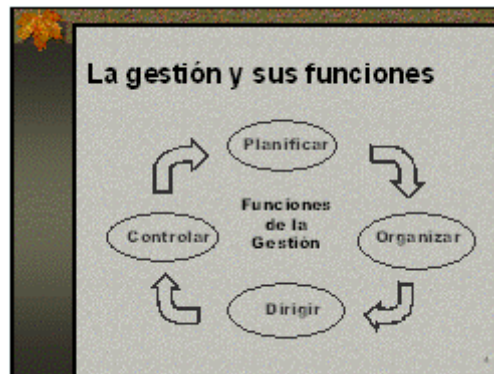 La gestión y sus funciones
Planificar
Funciones
de la
Gestión
Controlar
Organizar
Dirigir